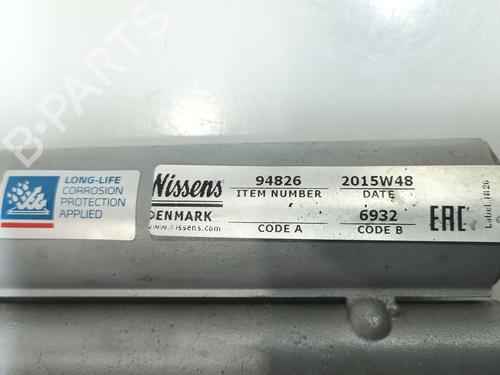 B-PARTS
LONG-LIFE
CORROSION
PROTECTION
APPLIED
Nissens
DENMARK
www.nissens.com
94826
ITEM NUMBER
CODE A
2015W48
DATE
6932
CODE B
EAC